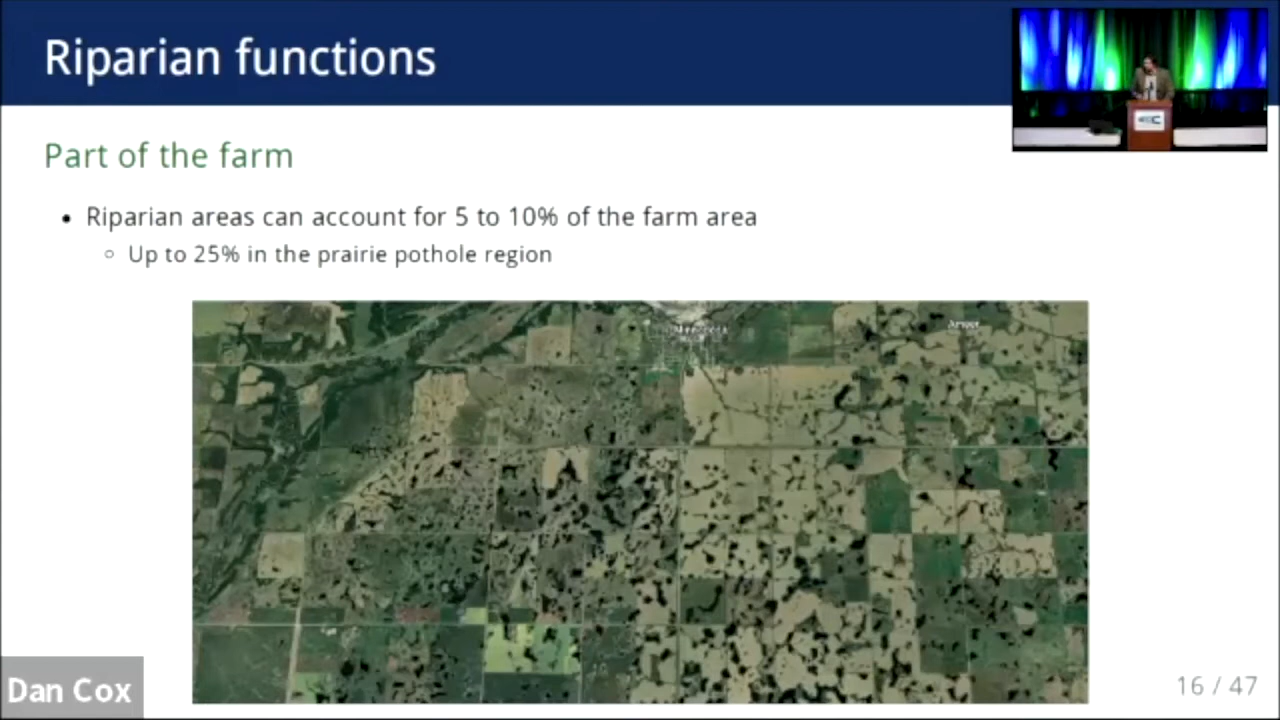 Riparian functions
Part of the farm
• Riparian areas can account for 5 to 10% of the farm area
○ Up to 25% in the prairie pothole region
Dan Cox
16 / 47